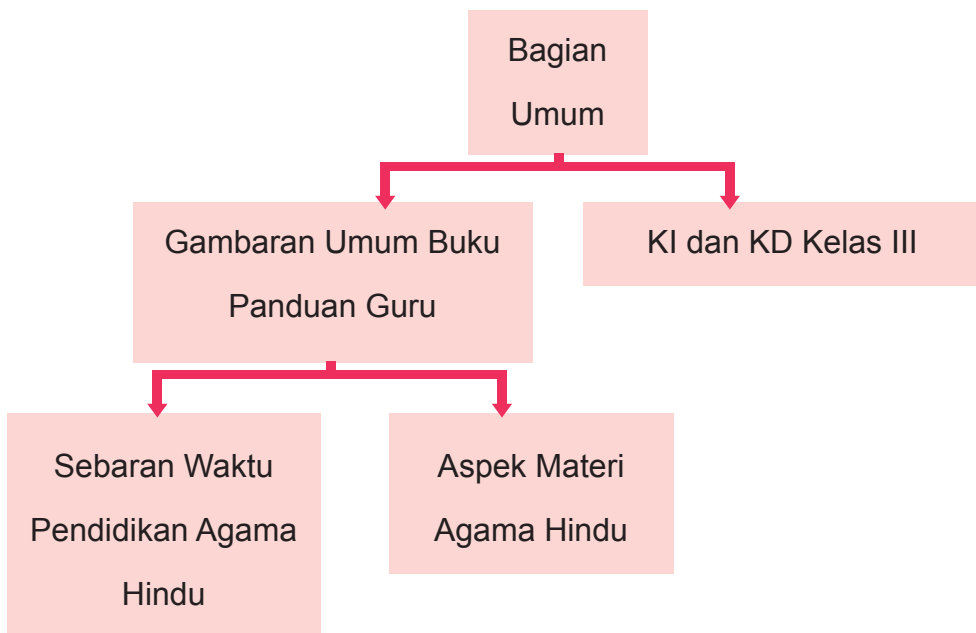 Bagian
Umum
Gambaran Umum Buku
Panduan Guru
KI dan KD Kelas III
Sebaran Waktu
Pendidikan Agama
Hindu
Aspek Materi
Agama Hindu